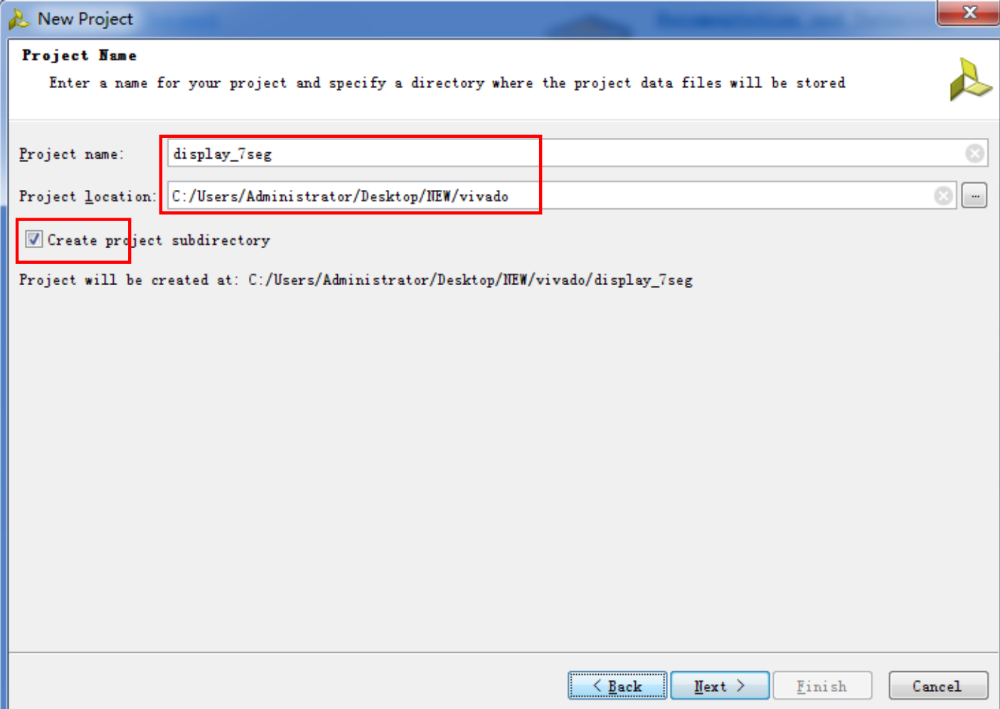 New Project
Project Name
Enter a name for your project and specify a directory where the project data files will be stored
Project name: display_7seg
Project location: C:/Users/Administrator/Desktop/NEW/vivado ...
Create project subdirectory
Project will be created at: C:/Users/Administrator/Desktop/NEW/vivado/display_7seg
< Back Next > Finish Cancel